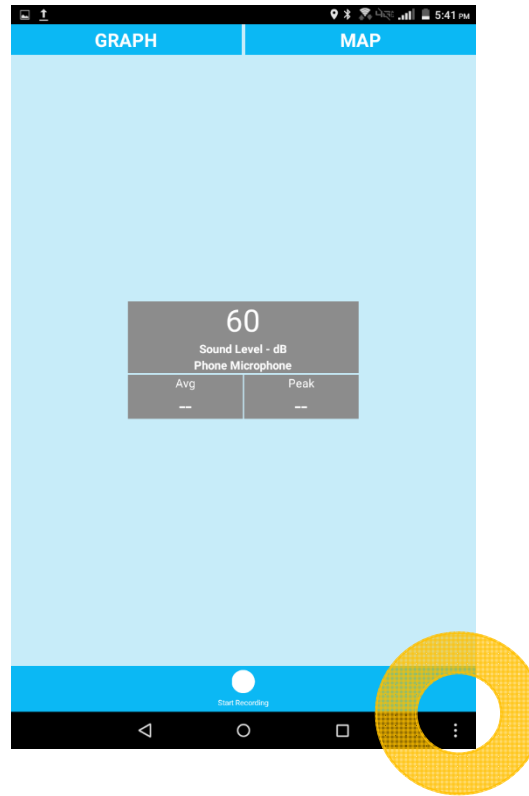 5:41 PM
GRAPH
MAP
60
Sound Level - dB
Phone Microphone
Avg
Peak
--
--
Start Recording